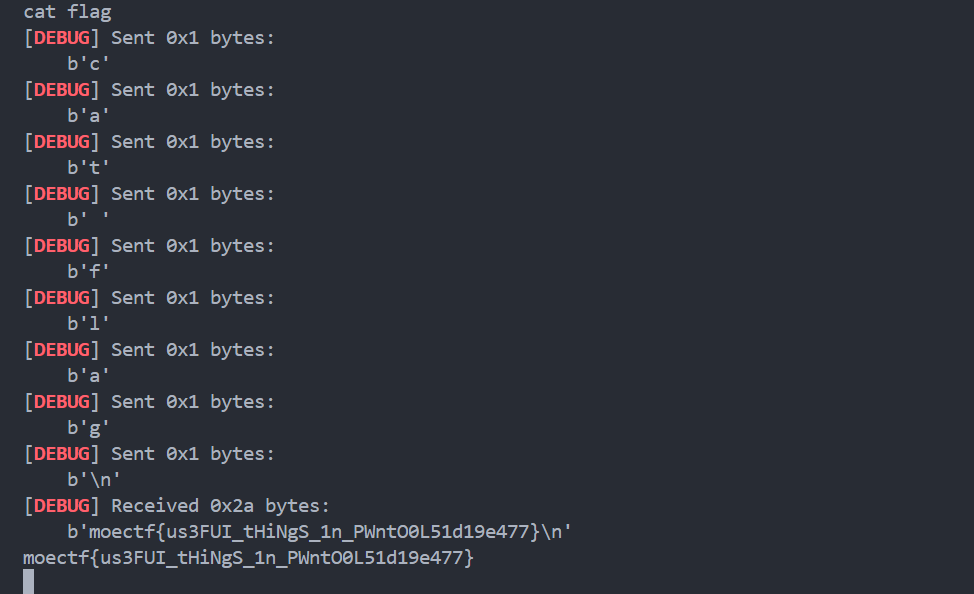 cat flag
[DEBUG] Sent 0x1 bytes:
b'c'
[DEBUG] Sent 0x1 bytes:
b'a'
[DEBUG] Sent 0x1 bytes:
b't'
[DEBUG] Sent 0x1 bytes:
b' '
[DEBUG] Sent 0x1 bytes:
b'f'
[DEBUG] Sent 0x1 bytes:
b'l'
[DEBUG] Sent 0x1 bytes:
b'a'
[DEBUG] Sent 0x1 bytes:
b'g'
[DEBUG] Sent 0x1 bytes:
b'\n'
[DEBUG] Received 0x2a bytes:
b'moectf{us3FUI_tHiNgS_1n_PWntO0L51d19e477}\n'
moectf{us3FUI_tHiNgS_1n_PWntO0L51d19e477}